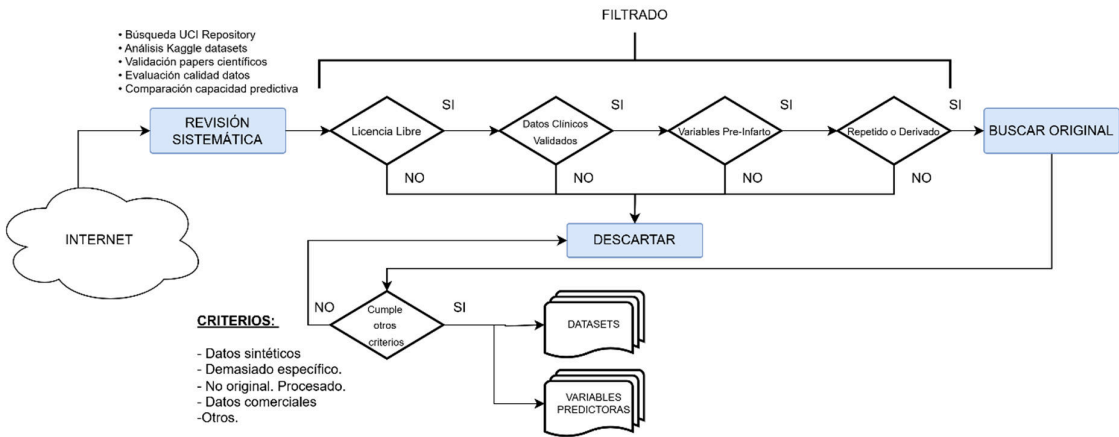 FILTRADO
• Búsqueda UCI Repository
• Análisis Kaggle datasets
• Validación papers científicos
• Evaluación calidad datos
• Comparación capacidad predictiva
REVISIÓN
SISTEMÁTICA
Licencia Libre
SI
Datos Clínicos
Validados
SI
Variables Pre-Infarto
SI
Repetido o Derivado
SI
BUSCAR ORIGINAL
NO
NO
NO
NO
INTERNET
DESCARTAR
NO
Cumple
otros
criterios
SI
CRITERIOS:
- Datos sintéticos
- Demasiado específico.
- No original. Procesado.
- Datos comerciales
-Otros.
DATASETS
VARIABLES
PREDICTORAS